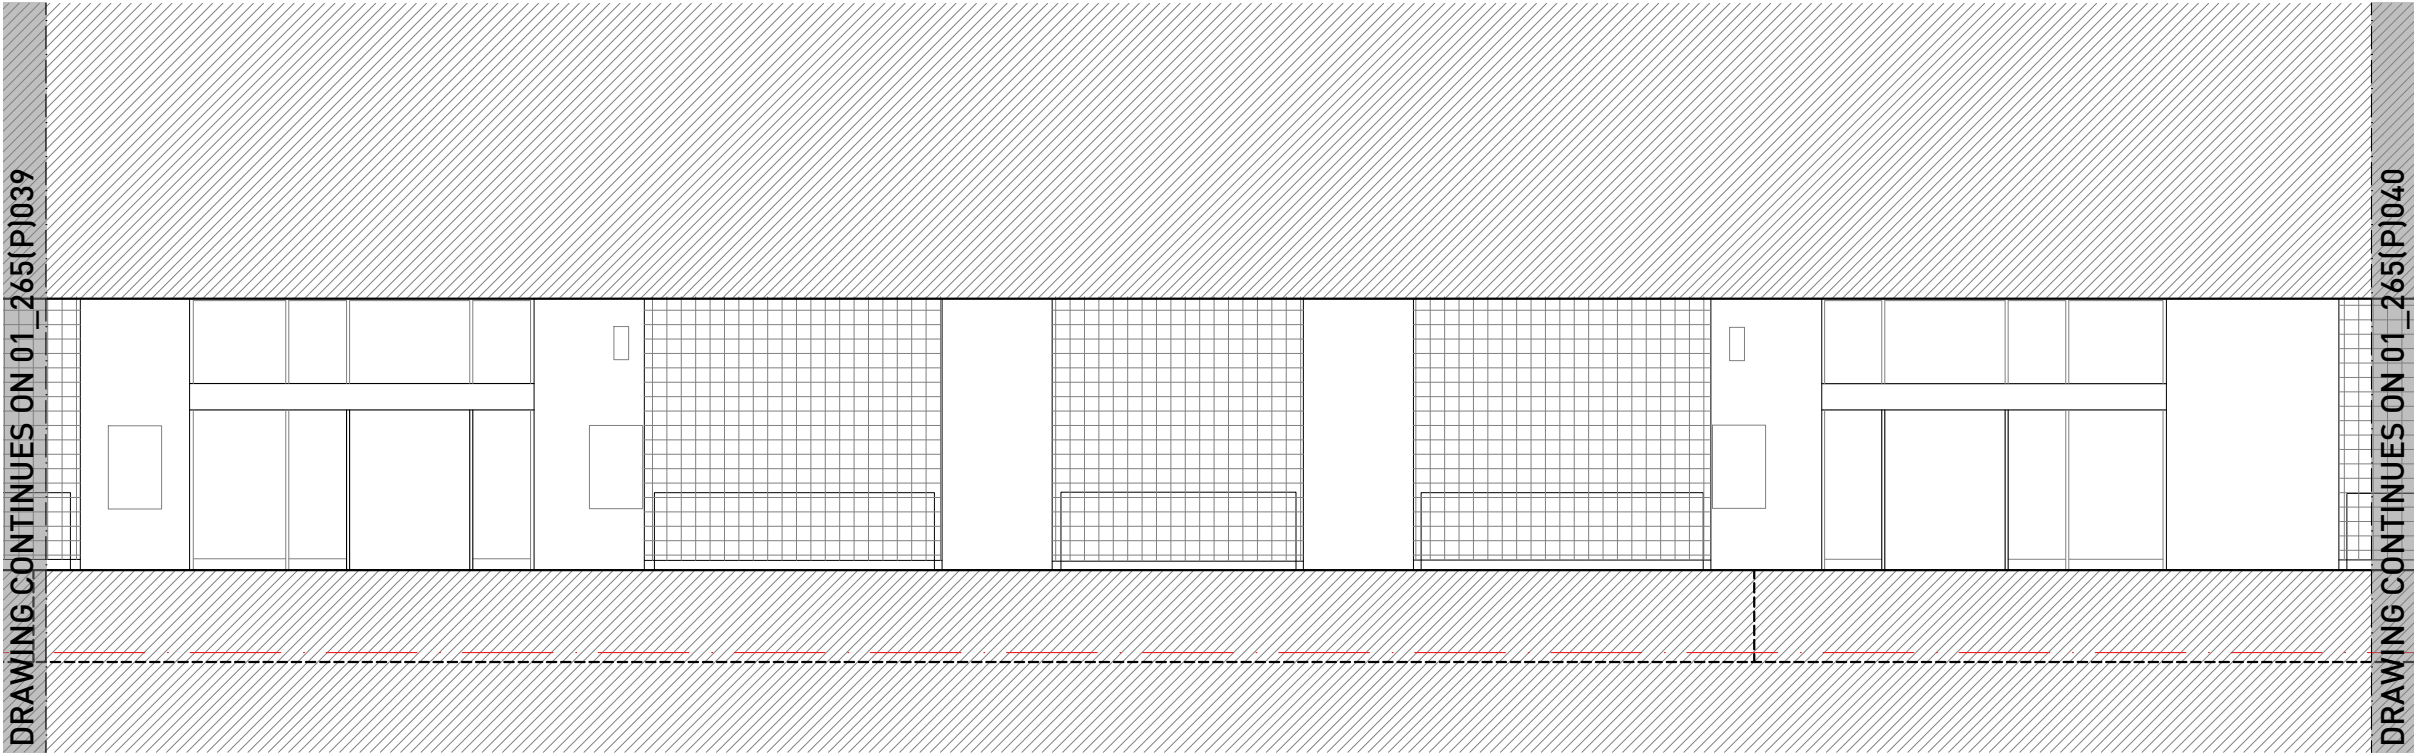 DRAWING CONTINUES ON 01_265(P)039
DRAWING CONTINUES ON 01_265(P)040